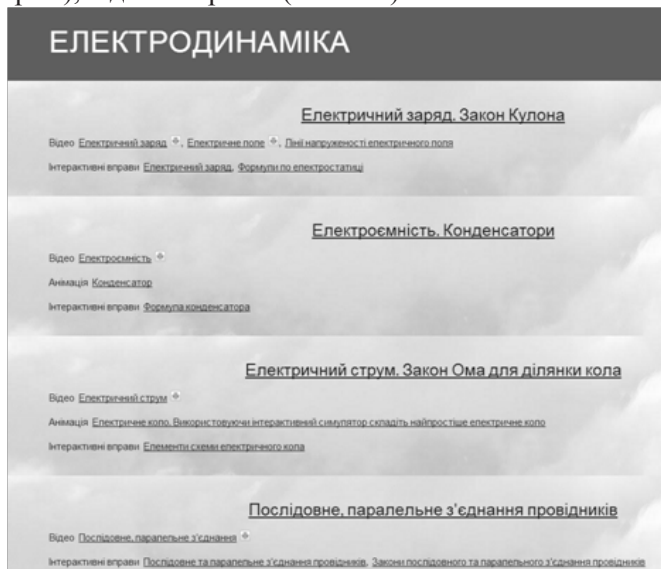 ЕЛЕКТРОДИНАМІКА
Електричний заряд. Закон Кулона
Відео Електричний заряд, Електричне поле, Лінії напруженості електричного поля
Інтерактивні вправи Електричний заряд, Формули по електростатиці
Електроємність. Конденсатори
Відео Електроємність
Анімація Конденсатор
Інтерактивні вправи Формула конденсатора
Електричний струм. Закон Ома для ділянки кола
Відео Електричний струм
Анімація Електричне коло. Використовуючи інтерактивний симулятор складіть найпростіше електричне коло
Інтерактивні вправи Елементи схеми електричного кола
Послідовне, паралельне з'єднання провідників
Відео Послідовне, паралельне з'єднання
Інтерактивні вправи Послідовне та паралельне з'єднання провідників, Закони послідовного та паралельного з'єднання провідників